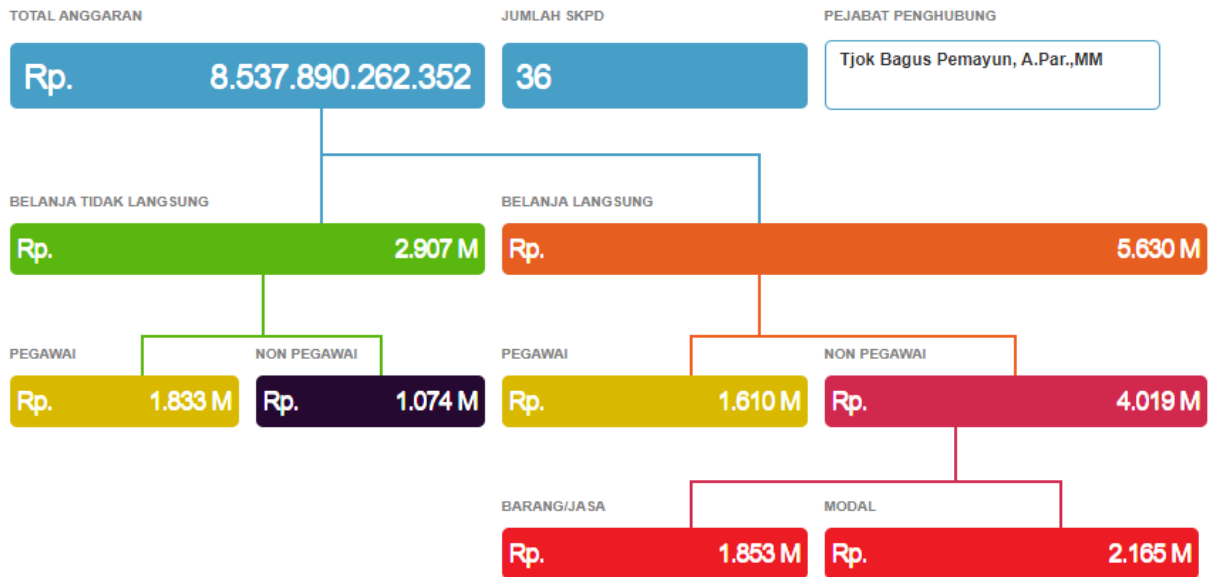 TOTAL ANGGARAN
JUMLAH SKPD
PEJABAT PENGHUBUNG
Rp. 8.537.890.262.352
36
Tjok Bagus Pemayun, A.Par.,MM
BELANJA TIDAK LANGSUNG
BELANJA LANGSUNG
Rp. 2.907 M
Rp. 5.630 M
PEGAWAI
NON PEGAWAI
PEGAWAI
NON PEGAWAI
Rp. 1.833 M
Rp. 1.074 M
Rp. 1.610 M
Rp. 4.019 M
BARANG/JASA
MODAL
Rp. 1.853 M
Rp. 2.165 M